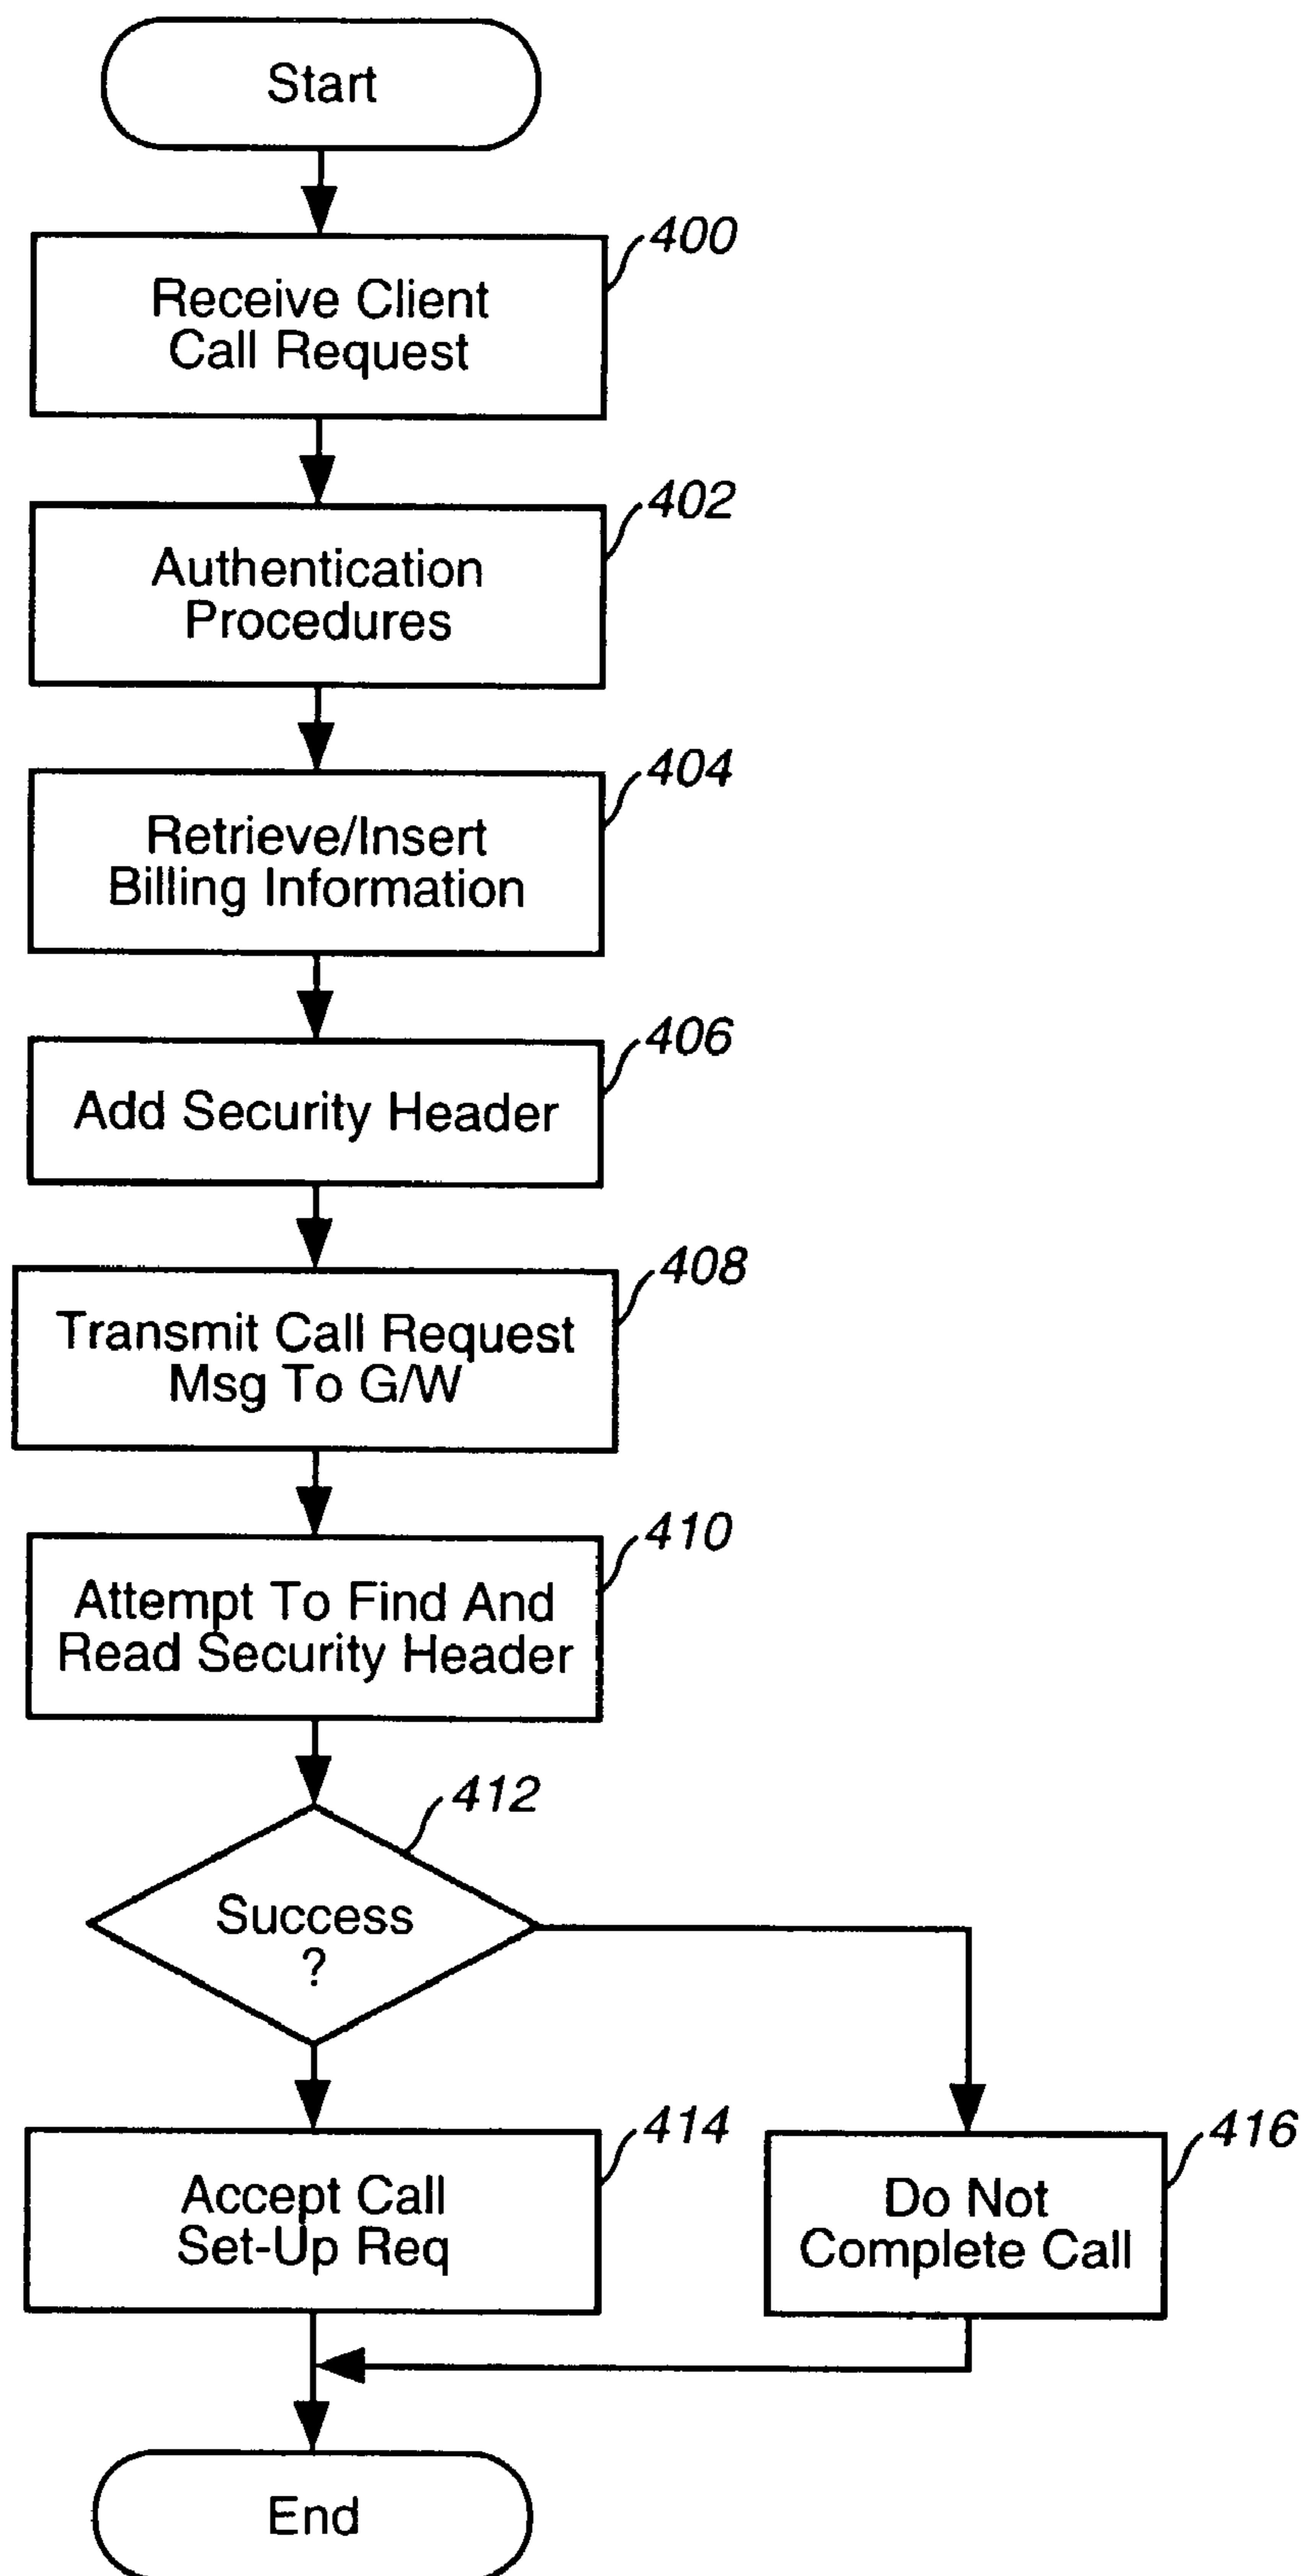 Start
400
Receive Client
Call Request
402
Authentication
Procedures
404
Retrieve/Insert
Billing Information
406
Add Security Header
408
Transmit Call Request
Msg To G/W
410
Attempt To Find And
Read Security Header
412
Success
?
414
Accept Call
Set-Up Req
416
Do Not
Complete Call
End